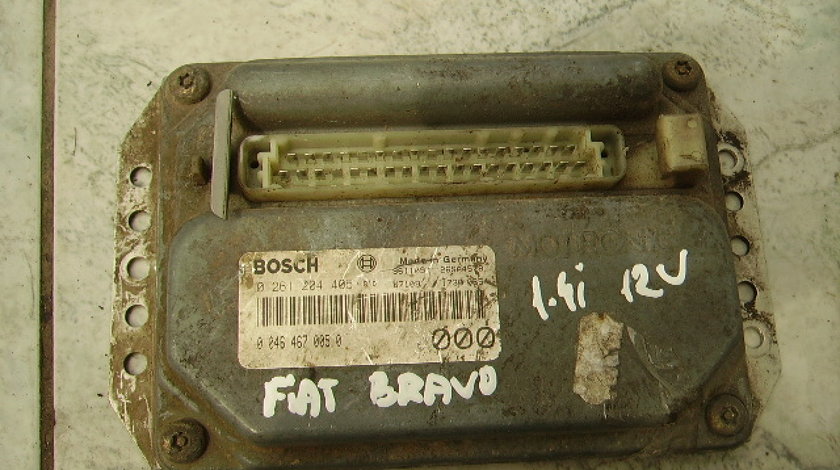 MOTRONIC
BOSCH Made in Germany
0 261 204 405
0 046 467 005 0 000
1.4i 12V
FIAT BRAVO